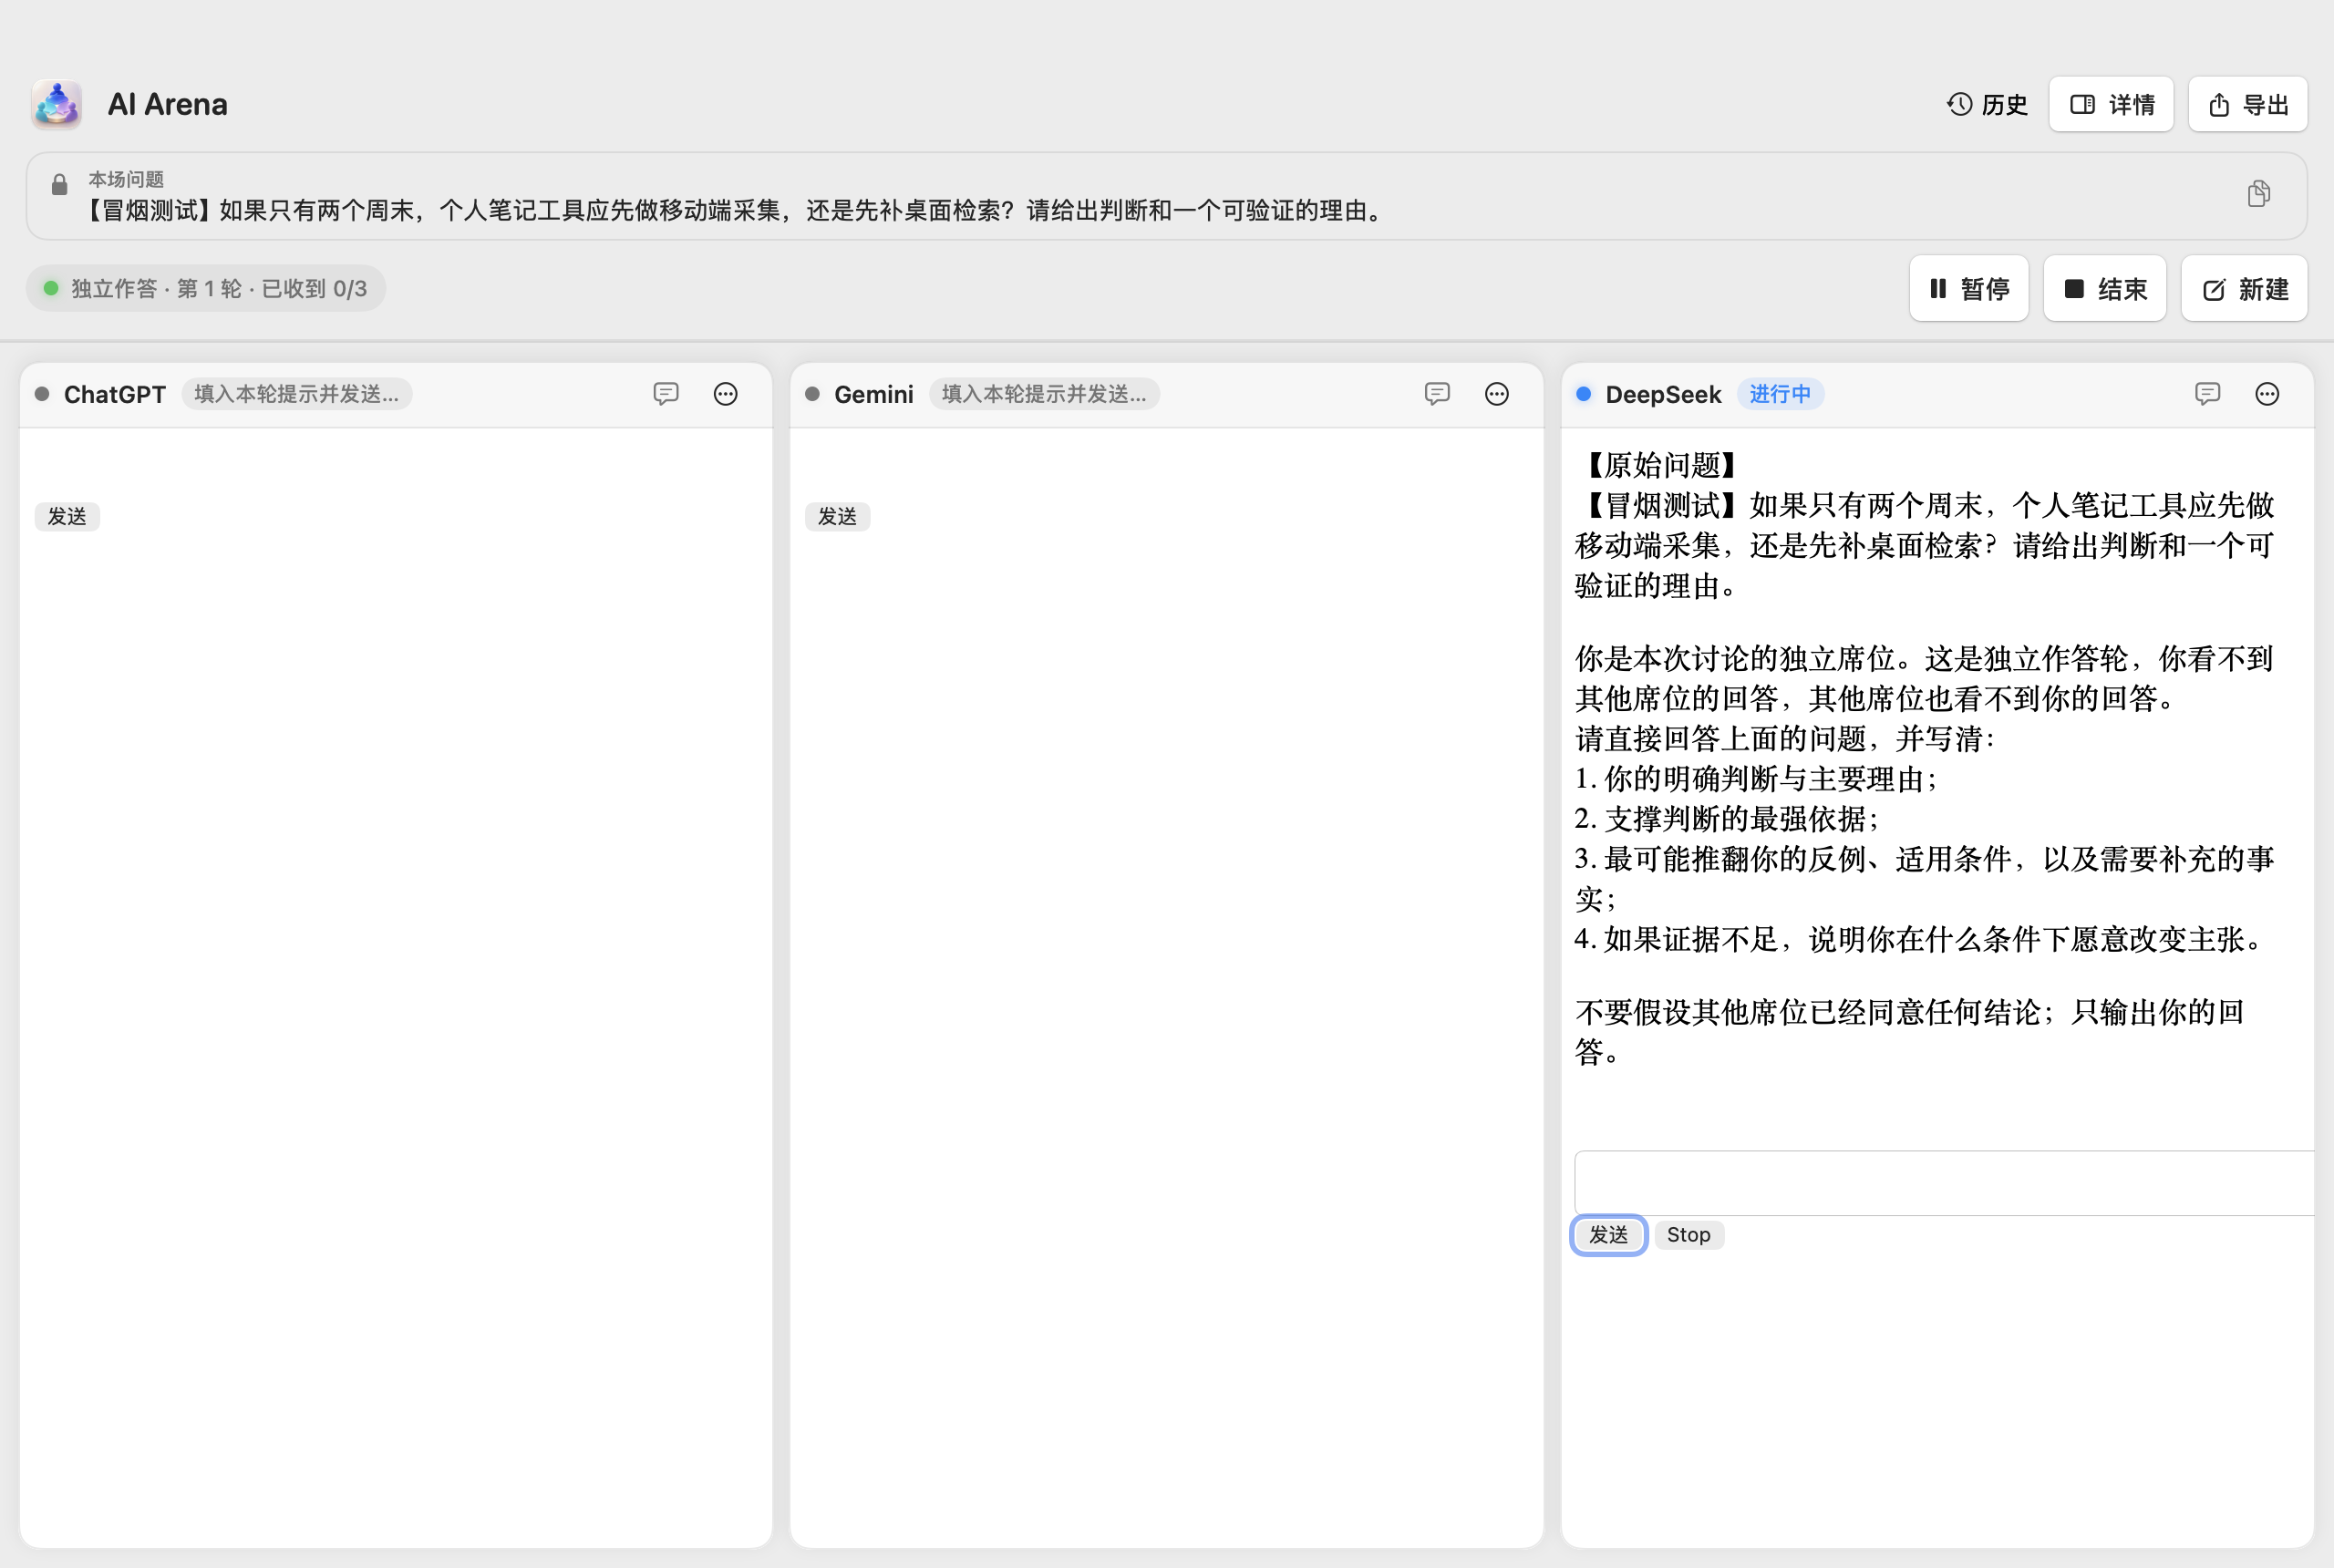 AI Arena
历史
详情
导出
本场问题
【冒烟测试】如果只有两个周末，个人笔记工具应先做移动端采集，还是先补桌面检索？请给出判断和一个可验证的理由。
独立作答 · 第 1 轮 · 已收到 0/3
暂停
结束
新建
ChatGPT
填入本轮提示并发送...
发送
Gemini
填入本轮提示并发送...
发送
DeepSeek
进行中
【原始问题】
【冒烟测试】如果只有两个周末，个人笔记工具应先做
移动端采集，还是先补桌面检索？请给出判断和一个可
验证的理由。
你是本次讨论的独立席位。这是独立作答轮，你看不到
其他席位的回答，其他席位也看不到你的回答。
请直接回答上面的问题，并写清：
1. 你的明确判断与主要理由；
2. 支撑判断的最强依据；
3. 最可能推翻你的反例、适用条件，以及需要补充的事
实；
4. 如果证据不足，说明你在什么条件下愿意改变主张。
不要假设其他席位已经同意任何结论；只输出你的回
答。
发送
Stop